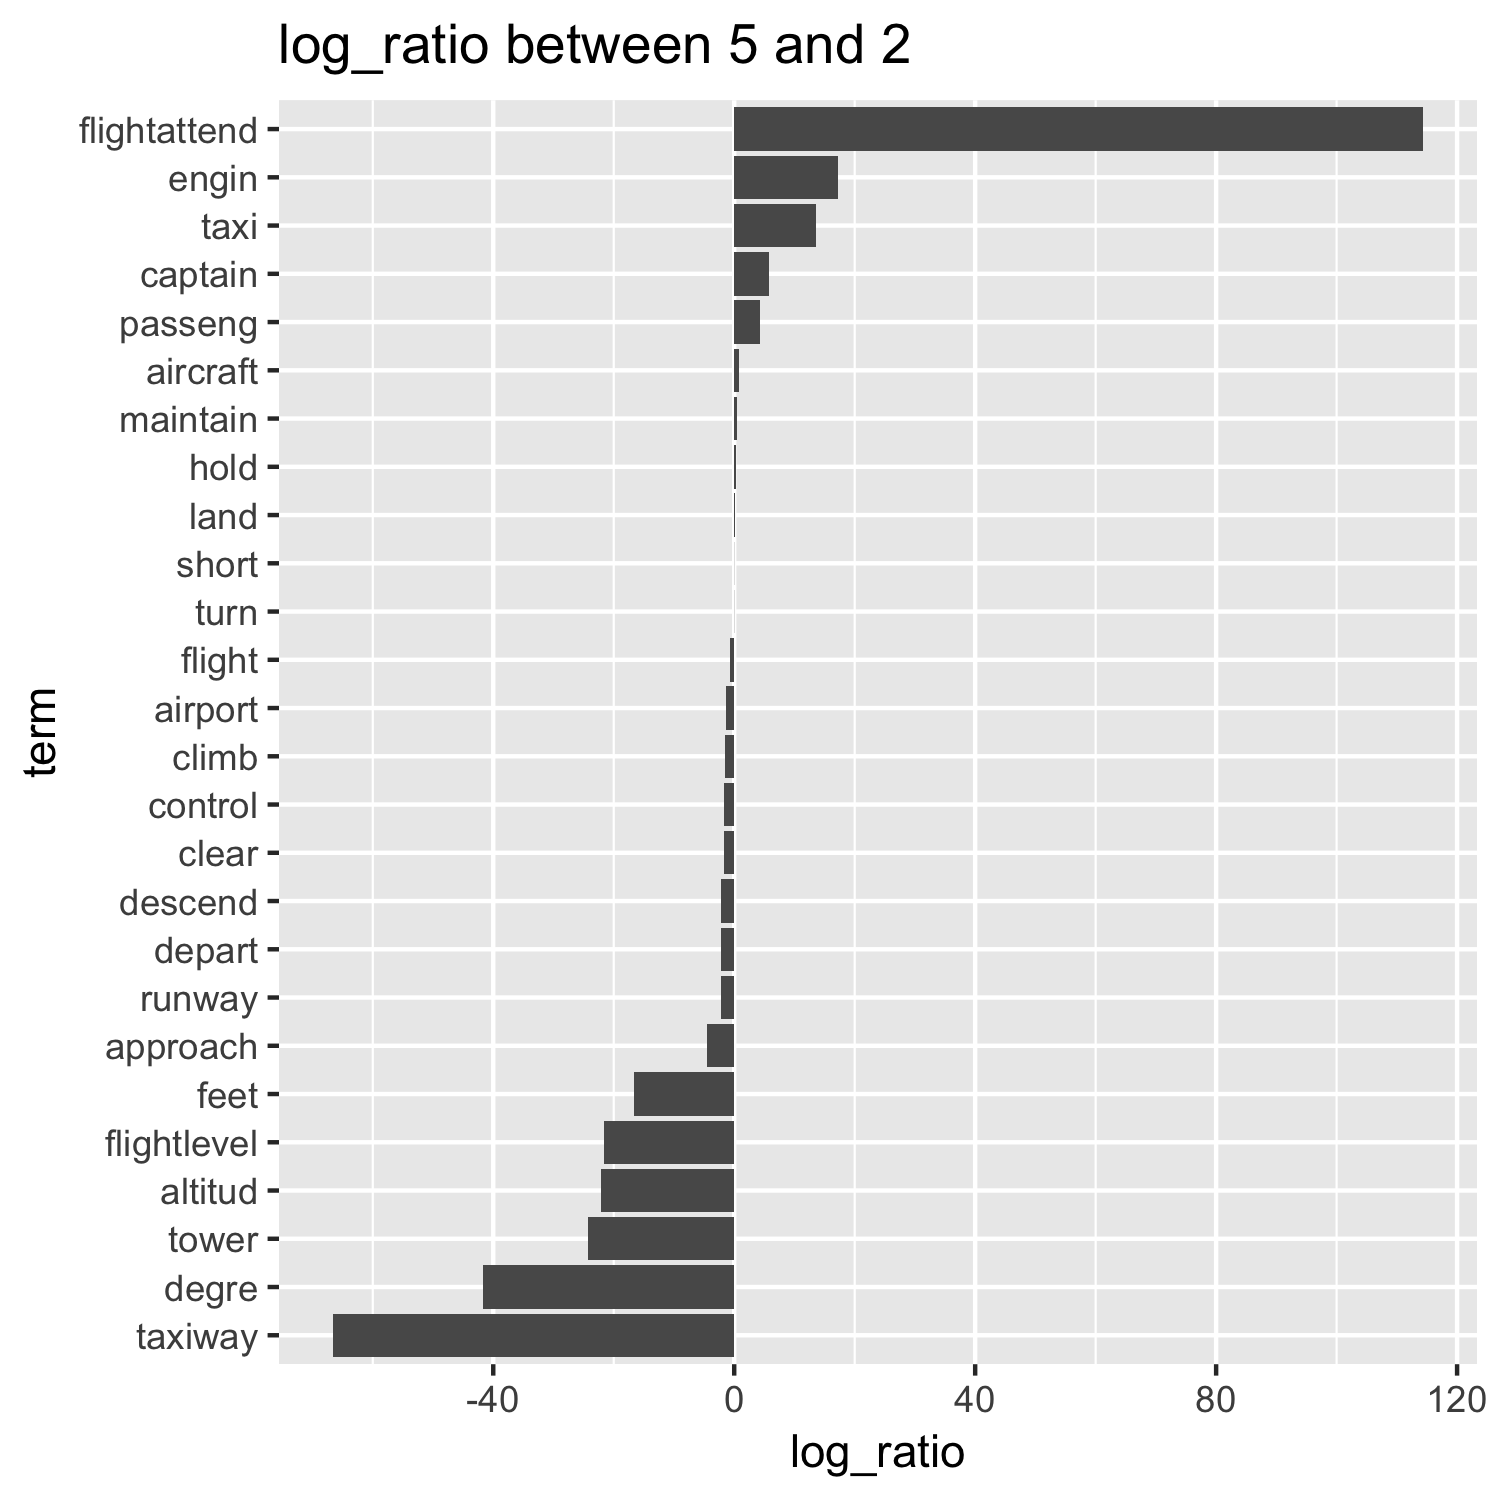 log_ratio between 5 and 2
flightattend
engin
taxi
captain
passeng
aircraft
maintain
hold
land
short
turn
flight
airport
climb
control
clear
descend
depart
runway
approach
feet
flightlevel
altitud
tower
degre
taxiway
term
-40 0 40 80 120
log_ratio